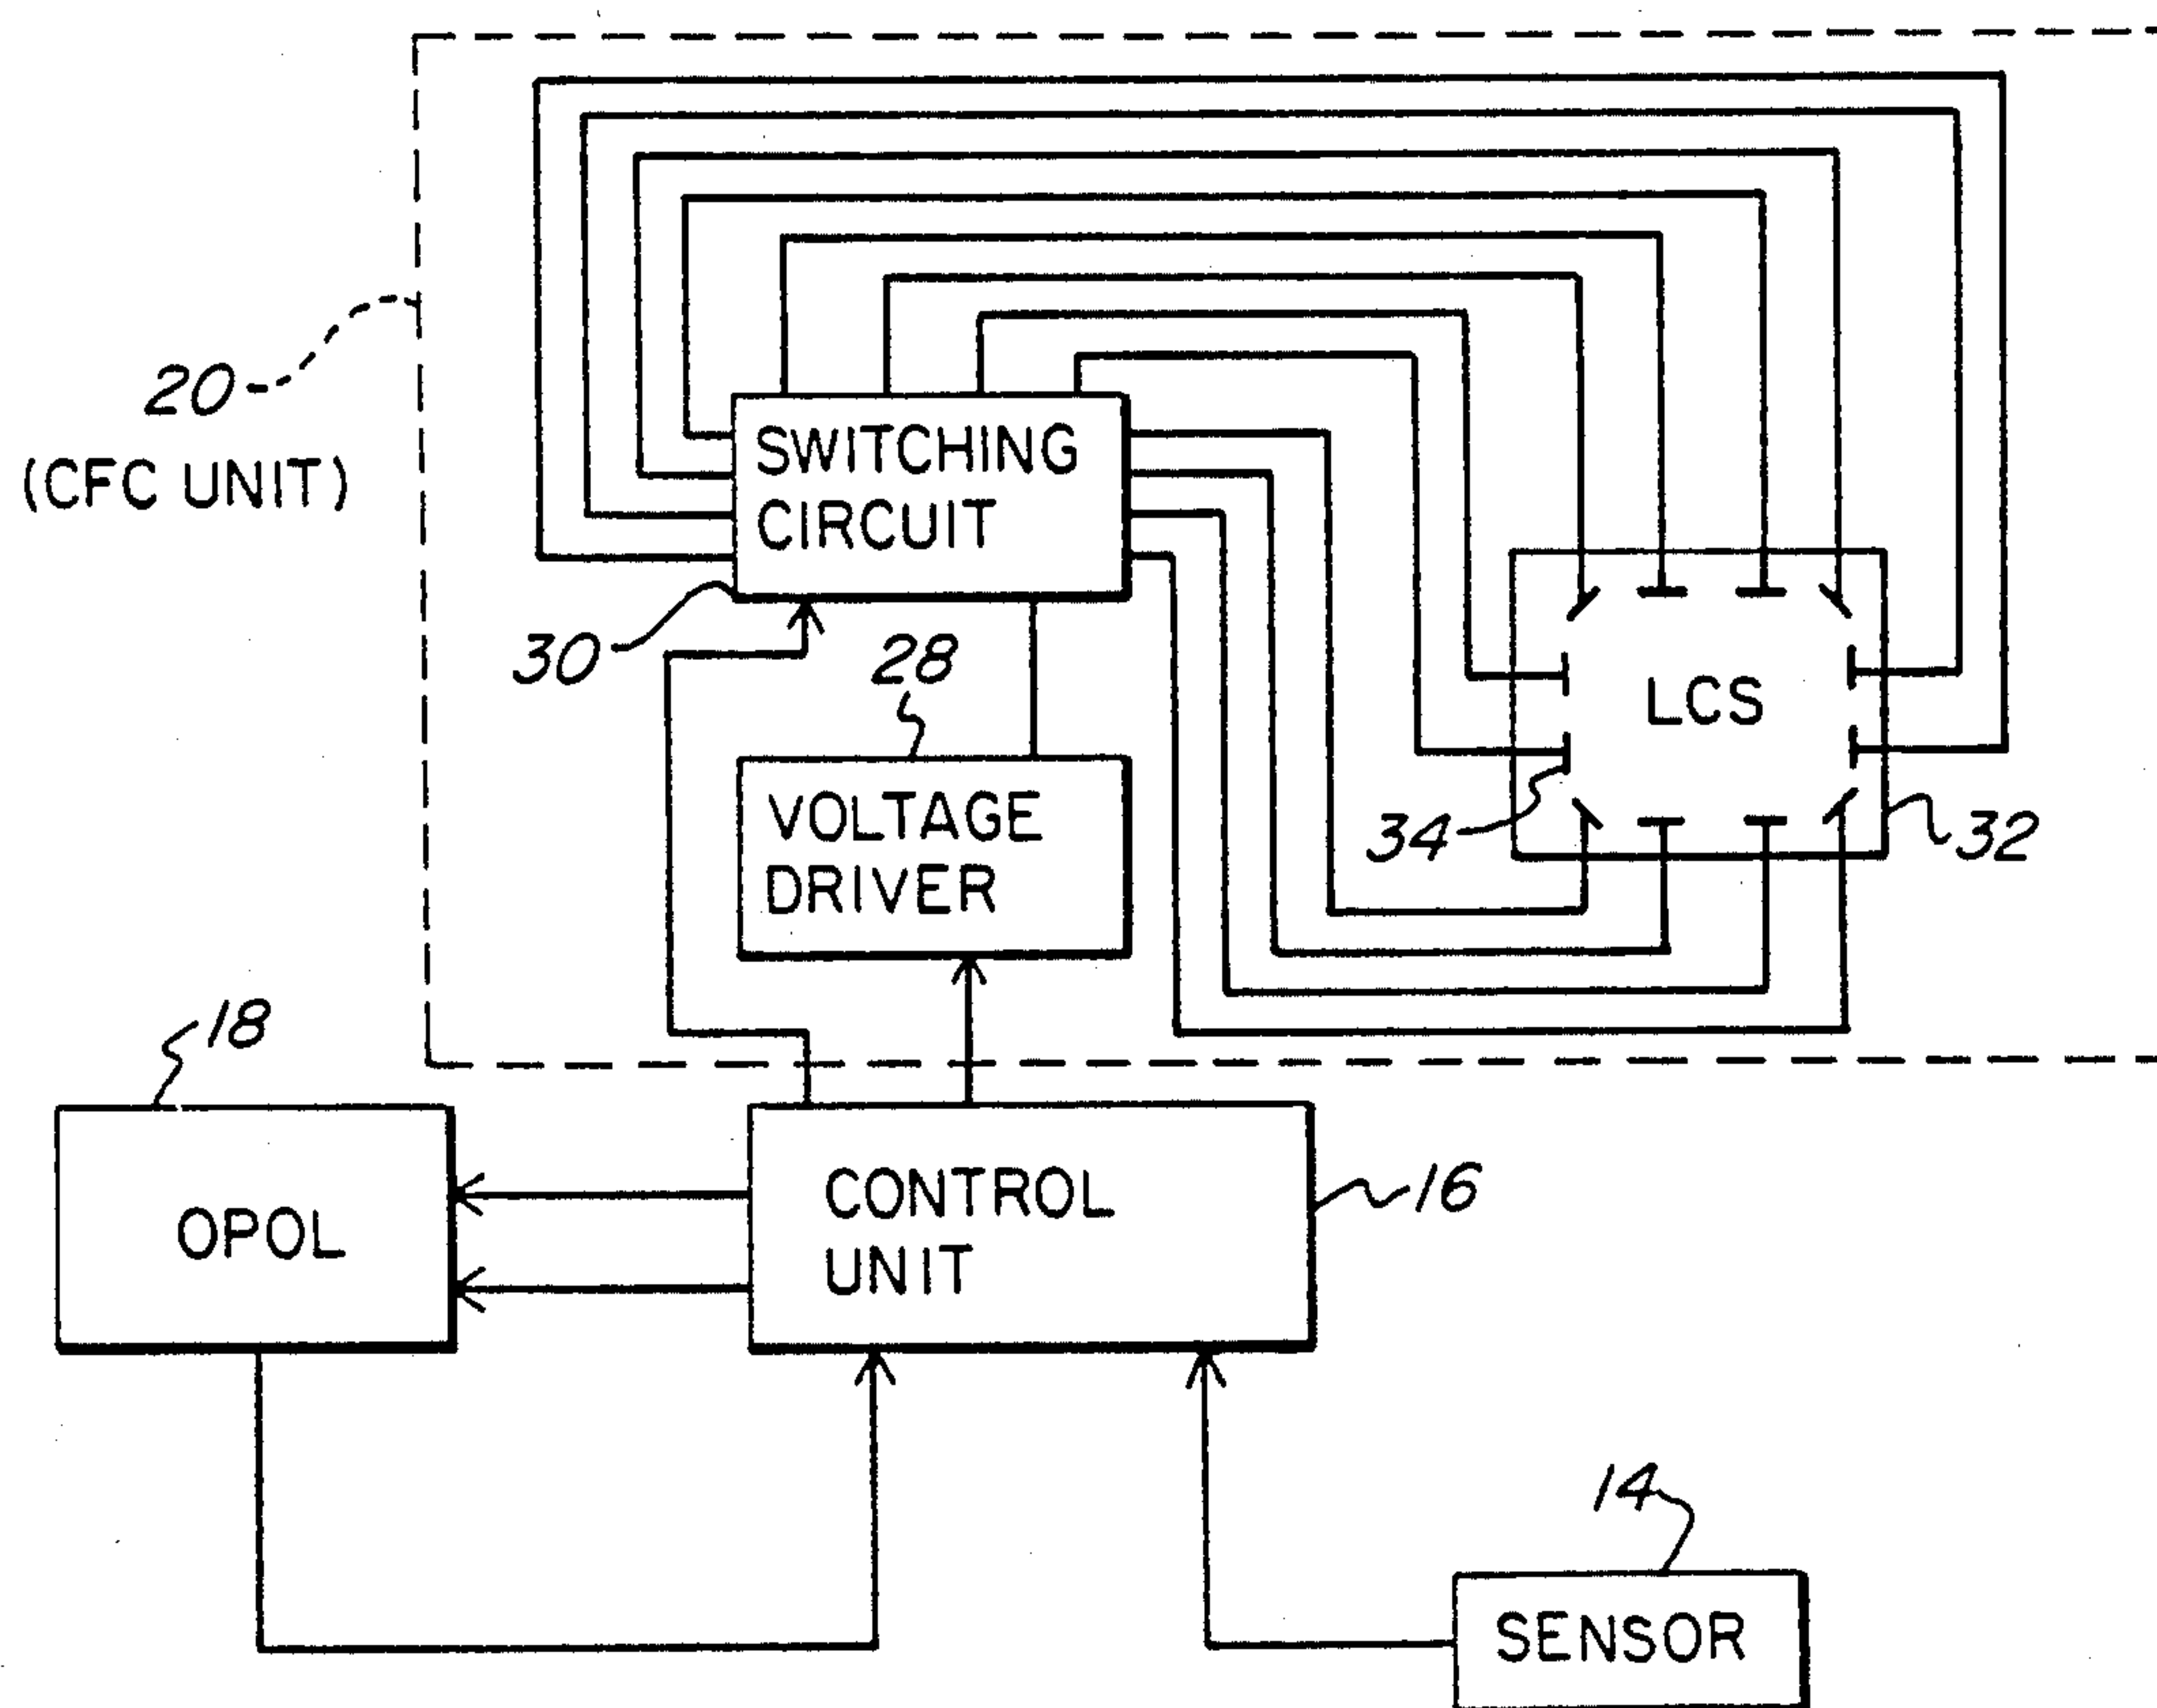 20
(CFC UNIT)
SWITCHING
CIRCUIT
30
28
LCS
34
32
VOLTAGE
DRIVER
18
OPOL
CONTROL
UNIT
16
14
SENSOR